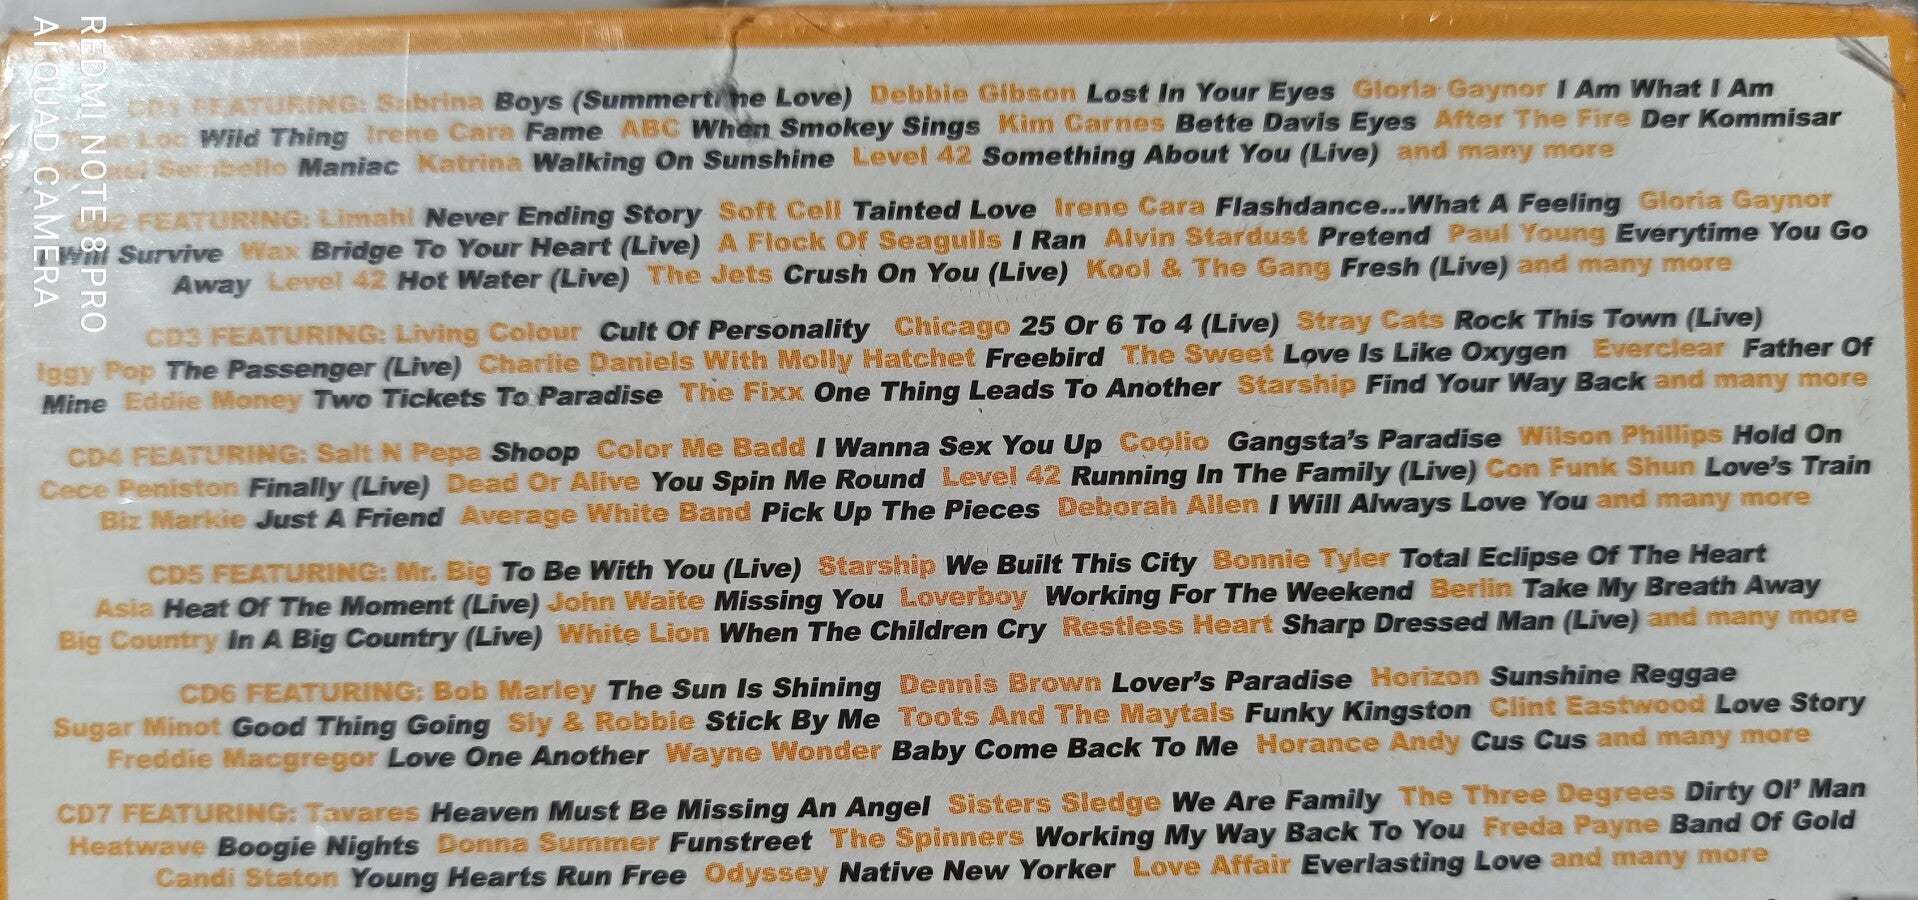 CD1 FEATURING: Sabrina Boys (Summertime Love) Debbie Gibson Lost In Your Eyes Gloria Gaynor I Am What I Am
Loc Wild Thing Irene Cara Fame ABC When Smokey Sings Kim Carnes Bette Davis Eyes After The Fire Der Kommisar
Sembello Maniac Katrina Walking On Sunshine Level 42 Something About You (Live) and many more
CD2 FEATURING: Limahl Never Ending Story Soft Cell Tainted Love Irene Cara Flashdance...What A Feeling Gloria Gaynor
I Will Survive Wax Bridge To Your Heart (Live) A Flock Of Seagulls I Ran Alvin Stardust Pretend Paul Young Everytime You Go
Away Level 42 Hot Water (Live) The Jets Crush On You (Live) Kool & The Gang Fresh (Live) and many more
CD3 FEATURING: Living Colour Cult Of Personality Chicago 25 Or 6 To 4 (Live) Stray Cats Rock This Town (Live)
Iggy Pop The Passenger (Live) Charlie Daniels With Molly Hatchet Freebird The Sweet Love Is Like Oxygen Everclear Father Of
Mine Eddie Money Two Tickets To Paradise The Fixx One Thing Leads To Another Starship Find Your Way Back and many more
CD4 FEATURING: Salt N Pepa Shoop Color Me Badd I Wanna Sex You Up Coolio Gangsta's Paradise Wilson Phillips Hold On
Cece Peniston Finally (Live) Dead Or Alive You Spin Me Round Level 42 Running In The Family (Live) Con Funk Shun Love's Train
Biz Markie Just A Friend Average White Band Pick Up The Pieces Deborah Allen I Will Always Love You and many more
CD5 FEATURING: Mr. Big To Be With You (Live) Starship We Built This City Bonnie Tyler Total Eclipse Of The Heart
Asia Heat Of The Moment (Live) John Waite Missing You Loverboy Working For The Weekend Berlin Take My Breath Away
Big Country In A Big Country (Live) White Lion When The Children Cry Restless Heart Sharp Dressed Man (Live) and many more
CD6 FEATURING: Bob Marley The Sun Is Shining Dennis Brown Lover's Paradise Horizon Sunshine Reggae
Sugar Minot Good Thing Going Sly & Robbie Stick By Me Toots And The Maytals Funky Kingston Clint Eastwood Love Story
Freddie Macgregor Love One Another Wayne Wonder Baby Come Back To Me Horance Andy Cus Cus and many more
CD7 FEATURING: Tavares Heaven Must Be Missing An Angel Sisters Sledge We Are Family The Three Degrees Dirty Ol' Man
Heatwave Boogie Nights Donna Summer Funstreet The Spinners Working My Way Back To You Freda Payne Band Of Gold
Candi Staton Young Hearts Run Free Odyssey Native New Yorker Love Affair Everlasting Love and many more
REDMI NOTE 8 PRO
AI QUAD CAMERA